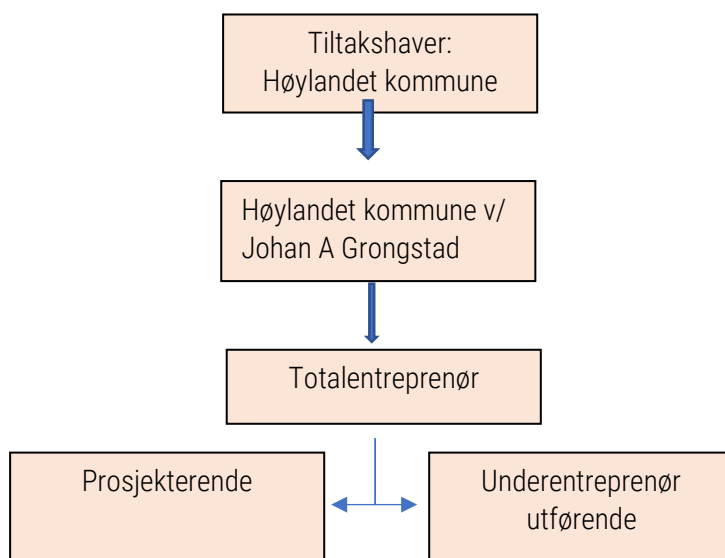 Tiltakshaver:
Høylandet kommune
Høylandet kommune v/
Johan A Grongstad
Totalentreprenør
Prosjekterende
Underentreprenør
utførende